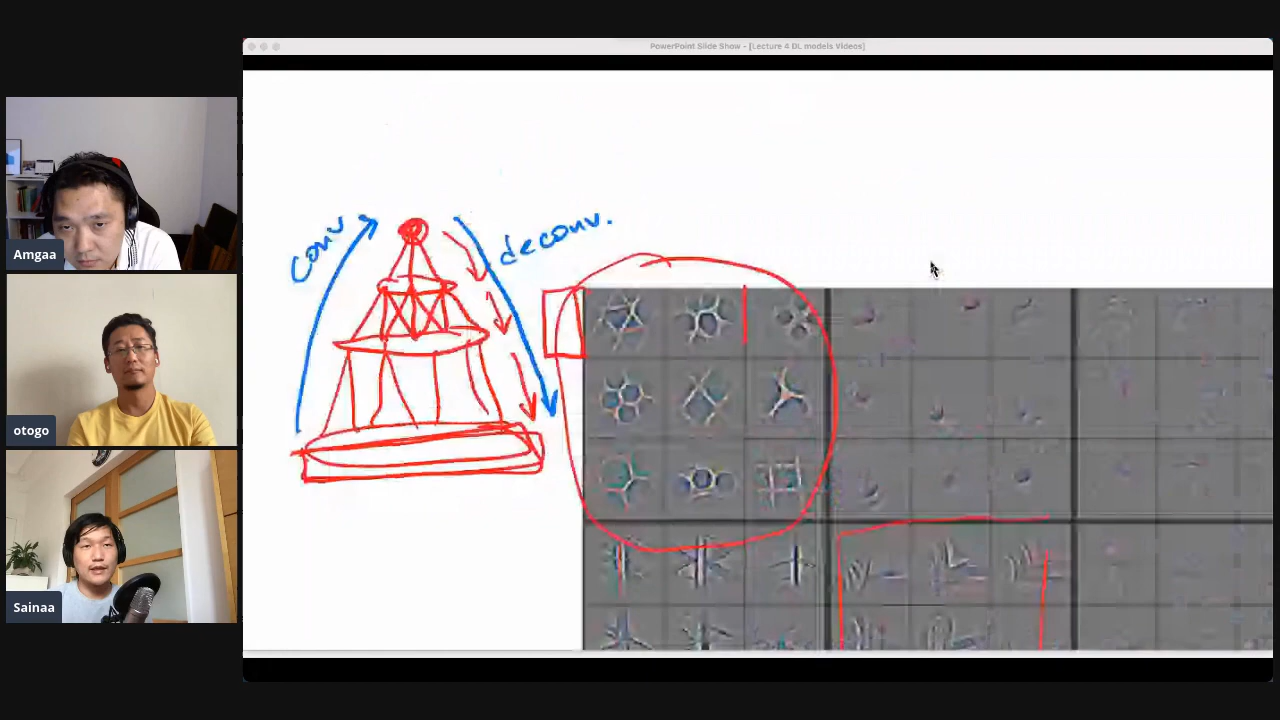 PowerPoint Slide Show - [Lecture 4 DL models Videos]
conv
deconv.
Amgaa
otogo
Sainaa